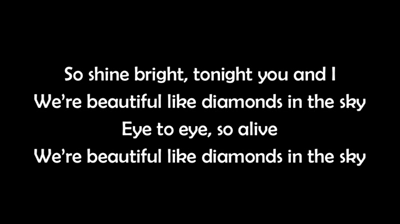 So shine bright, tonight you and I
We're beautiful like diamonds in the sky
Eye to eye, so alive
We're beautiful like diamonds in the sky